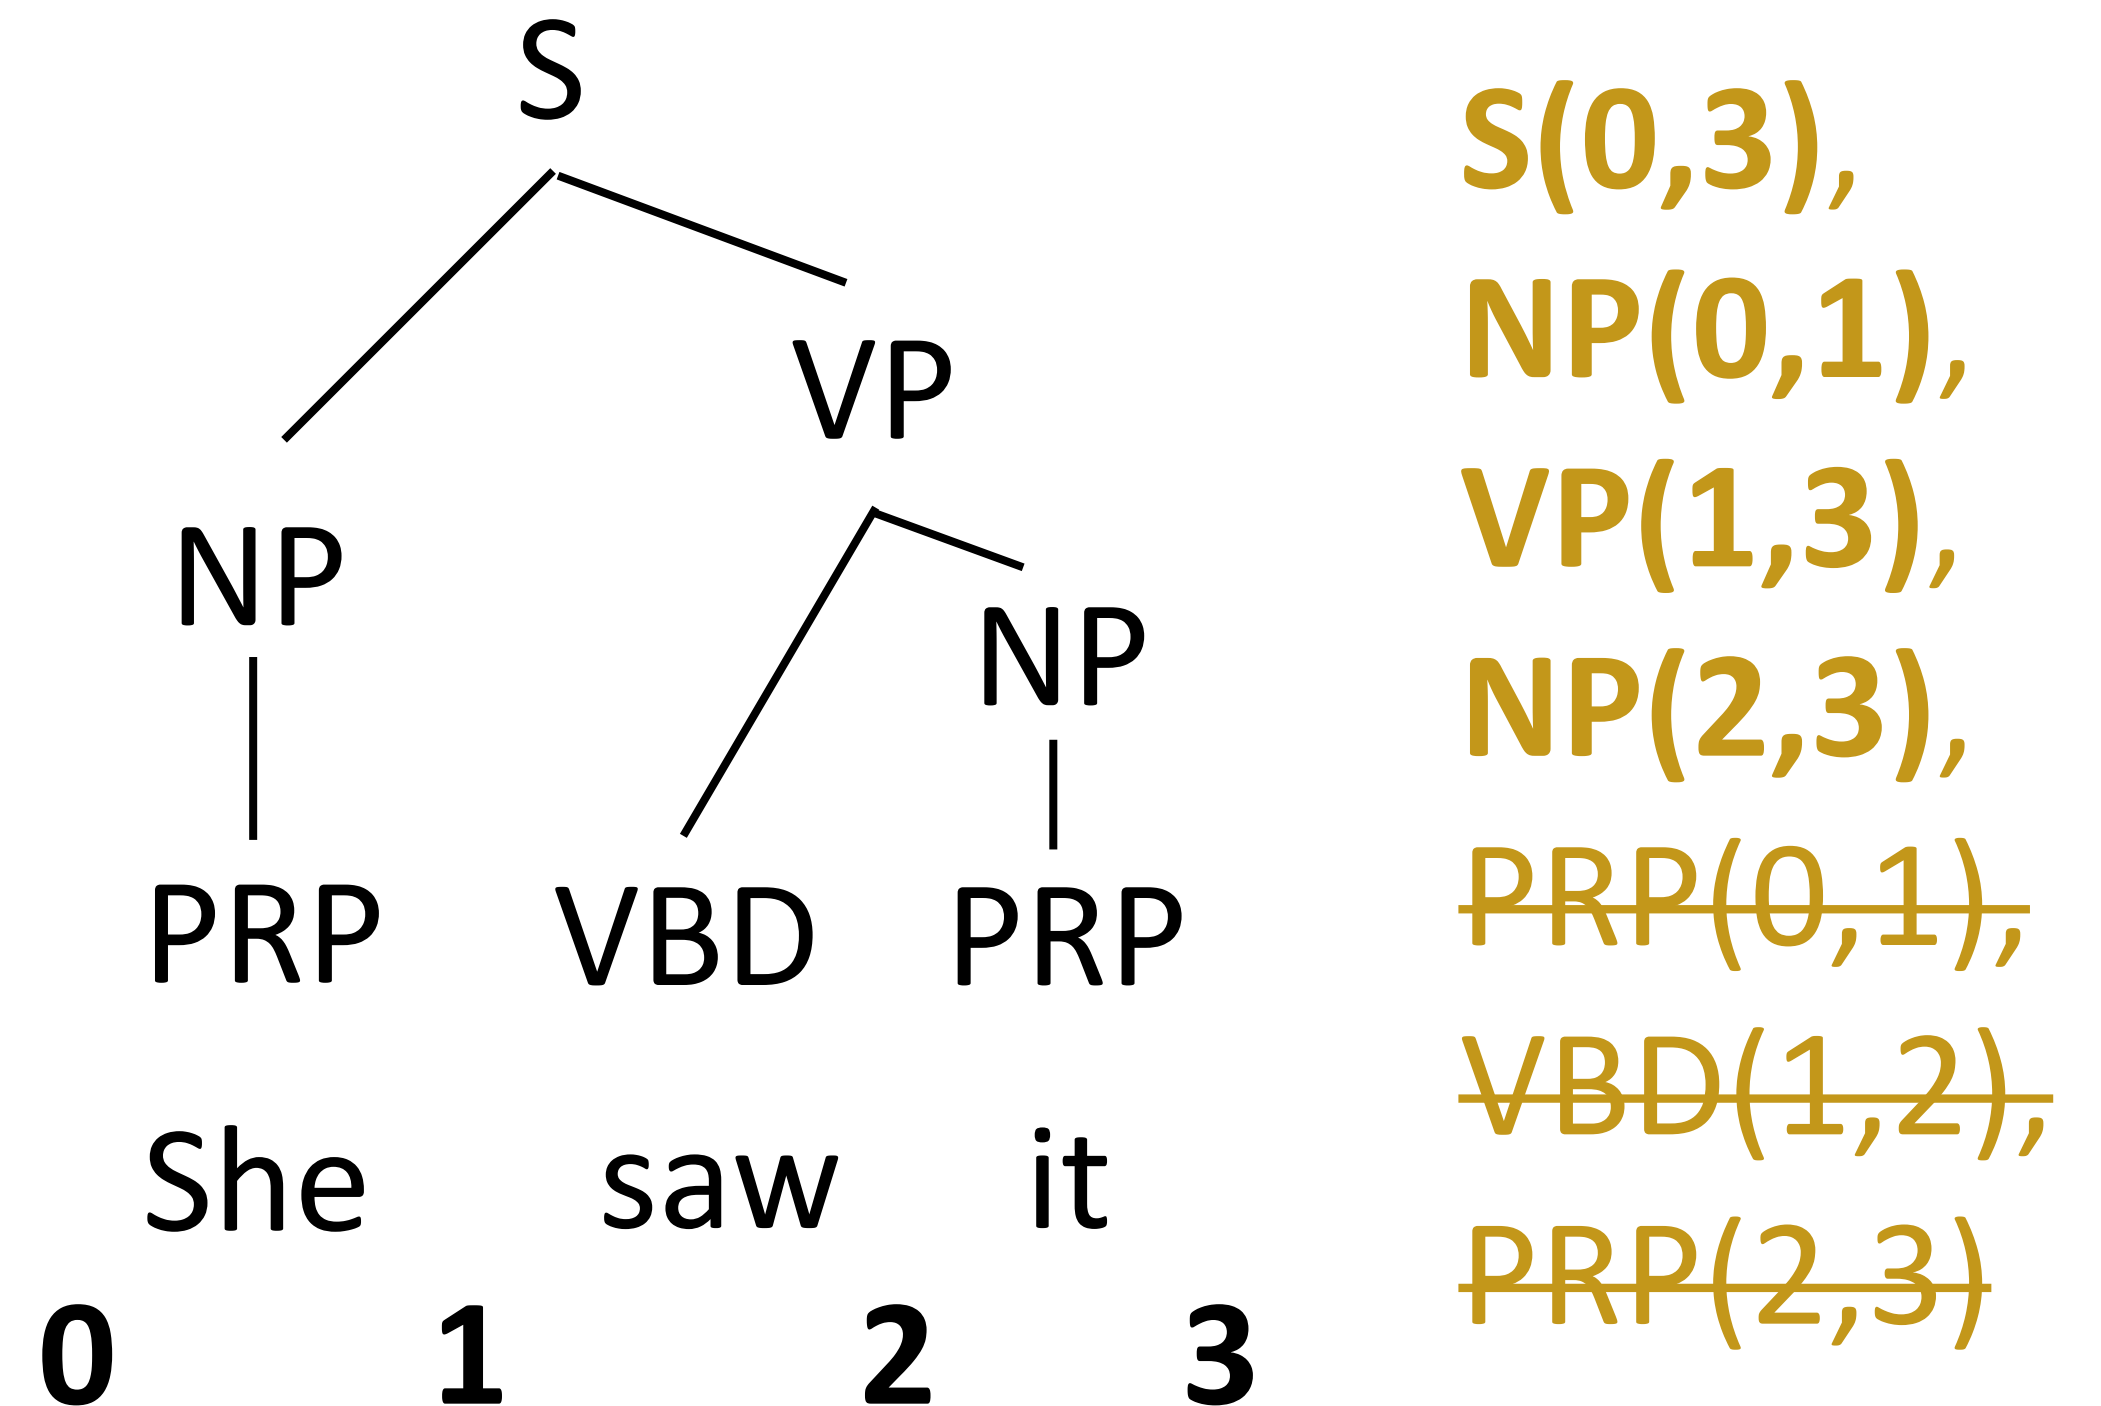 S
VP
NP
NP
PRP VBD PRP
She saw it
0 1 2 3
S(0,3),
NP(0,1),
VP(1,3),
NP(2,3),
PRP(0,1),
VBD(1,2),
PRP(2,3)